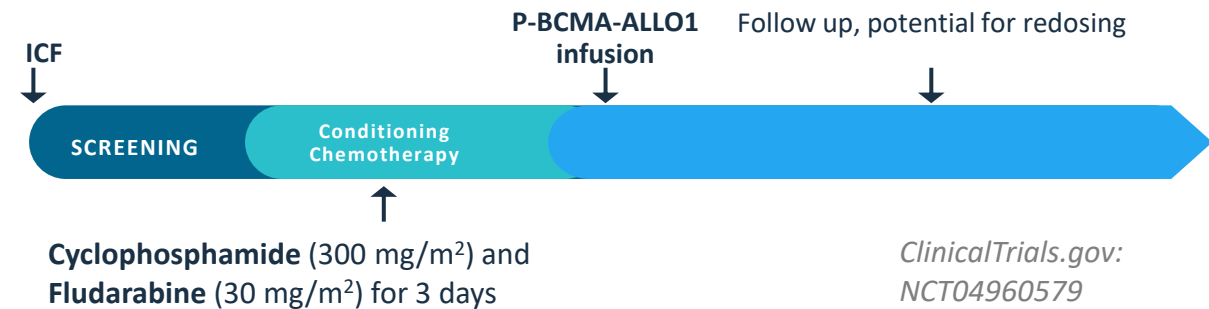 P-BCMA-ALLO1
infusion
Follow up, potential for redosing
ICF
SCREENING
Conditioning
Chemotherapy
Cyclophosphamide (300 mg/m²) and
Fludarabine (30 mg/m²) for 3 days
ClinicalTrials.gov:
NCT04960579